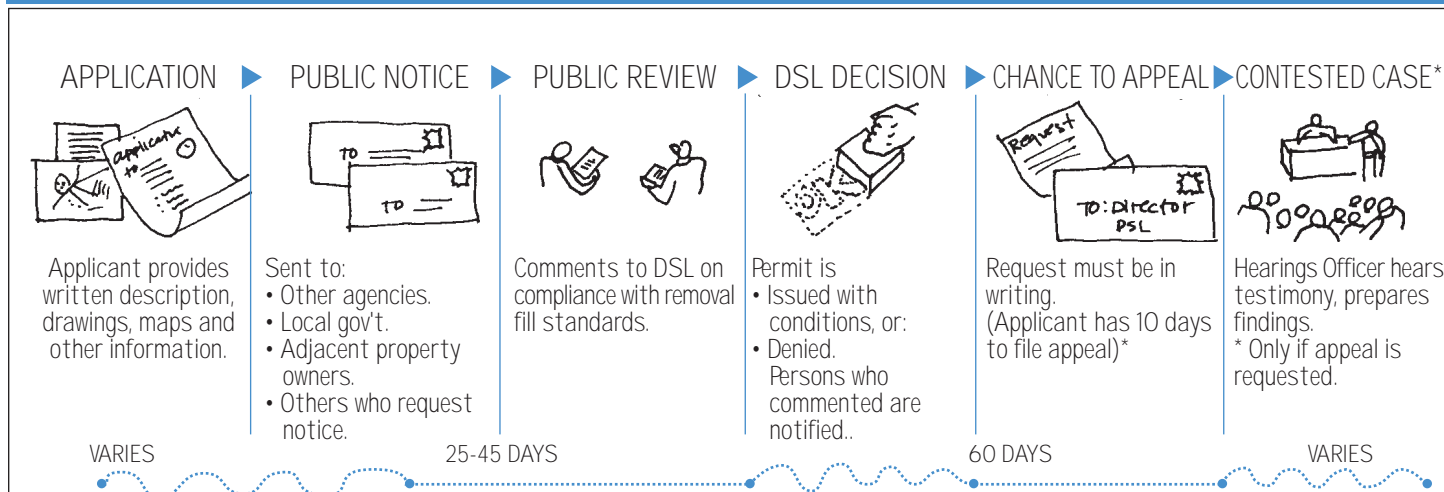 APPLICATION
PUBLIC NOTICE
PUBLIC REVIEW
DSL DECISION
CHANCE TO APPEAL
CONTESTED CASE*
Application
to
TO
TO
Request
TO: Director
DSL
Applicant provides
written description,
drawings, maps and
other information.
Sent to:
• Other agencies.
• Local gov't.
• Adjacent property
owners.
• Others who request
notice.
Comments to DSL on
compliance with removal
fill standards.
Permit is
• Issued with
conditions, or:
• Denied.
Persons who
commented are
notified..
Request must be in
writing.
(Applicant has 10 days
to file appeal)*
Hearings Officer hears
testimony, prepares
findings.
* Only if appeal is
requested.
VARIES
25-45 DAYS
60 DAYS
VARIES